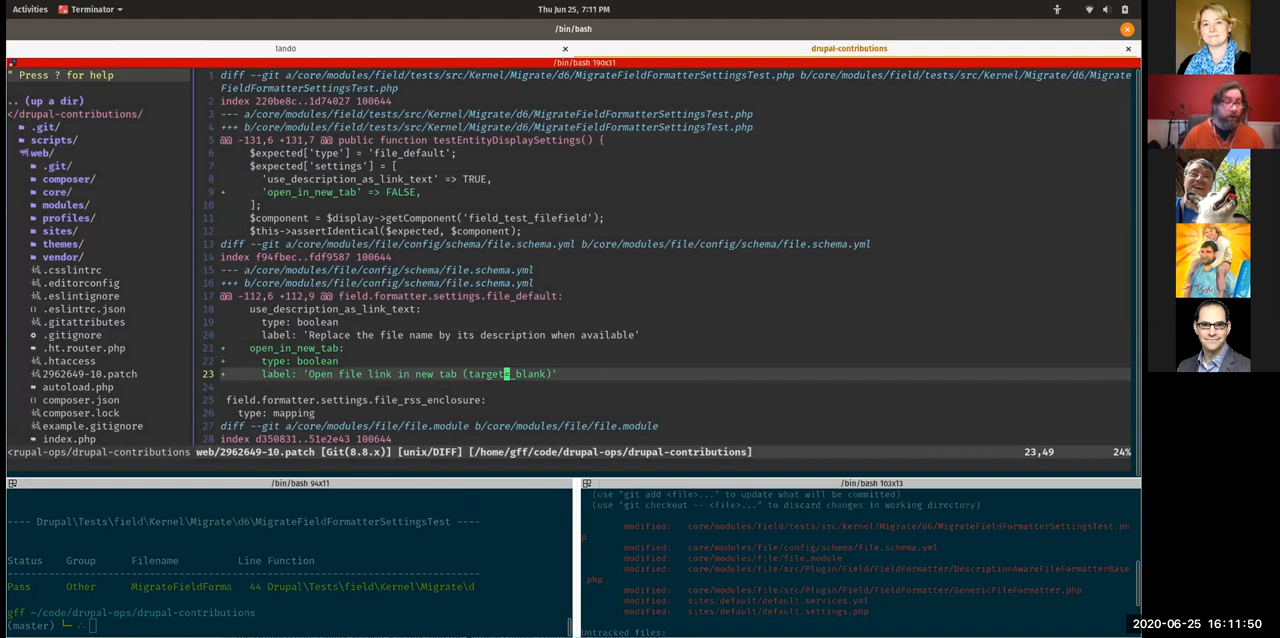 Activities Terminator Thu Jun 25, 7:11 PM
/bin/bash
lando × drupal-contributions ×
/bin/bash 190x31
" Press ? for help
.. (up a dir)
</drupal-contributions/
.git/
scripts/
web/
.git/
composer/
core/
modules/
profiles/
sites/
themes/
vendor/
.csslintrc
.editorconfig
.eslintignore
.eslintrc.json
.gitattributes
.gitignore
.ht.router.php
.htaccess
2962649-10.patch
autoload.php
composer.json
composer.lock
example.gitignore
index.php
1 diff --git a/core/modules/field/tests/src/Kernel/Migrate/d6/MigrateFieldFormatterSettingsTest.php b/core/modules/field/tests/src/Kernel/Migrate/d6/Migrate
FieldFormatterSettingsTest.php
2 index 220be8c..1d74027 100644
3 --- a/core/modules/field/tests/src/Kernel/Migrate/d6/MigrateFieldFormatterSettingsTest.php
4 +++ b/core/modules/field/tests/src/Kernel/Migrate/d6/MigrateFieldFormatterSettingsTest.php
5 @@ -131,6 +131,7 @@ public function testEntityDisplaySettings() {
6 $expected['type'] = 'file_default';
7 $expected['settings'] = [
8 'use_description_as_link_text' => TRUE,
9 + 'open_in_new_tab' => FALSE,
10 ];
11 $component = $display->getComponent('field_test_filefield');
12 $this->assertIdentical($expected, $component);
13 diff --git a/core/modules/file/config/schema/file.schema.yml b/core/modules/file/config/schema/file.schema.yml
14 index f94fbec..fdf9587 100644
15 --- a/core/modules/file/config/schema/file.schema.yml
16 +++ b/core/modules/file/config/schema/file.schema.yml
17 @@ -112,6 +112,9 @@ field.formatter.settings.file_default:
18 use_description_as_link_text:
19 type: boolean
20 label: 'Replace the file name by its description when available'
21 + open_in_new_tab:
22 + type: boolean
23 + label: 'Open file link in new tab (target=_blank)'
24
25 field.formatter.settings.file_rss_enclosure:
26 type: mapping
27 diff --git a/core/modules/file/file.module b/core/modules/file/file.module
28 index d350831..51e2e43 100644
<rupal-ops/drupal-contributions web/2962649-10.patch [Git(8.8.x)] [unix/DIFF] [/home/gff/code/drupal-ops/drupal-contributions] 23,49 24%
/bin/bash 94x11
---- Drupal\Tests\field\Kernel\Migrate\d6\MigrateFieldFormatterSettingsTest ----
Status Group Filename Line Function
Pass Other MigrateFieldForma 44 Drupal\Tests\field\Kernel\Migrate\d
gff ~/code/drupal-ops/drupal-contributions
(master)
/bin/bash 103x13
(use "git add <file>..." to update what will be committed)
(use "git checkout -- <file>..." to discard changes in working directory)
modified: core/modules/field/tests/src/Kernel/Migrate/d6/MigrateFieldFormatterSettingsTest.ph
p
modified: core/modules/file/config/schema/file.schema.yml
modified: core/modules/file/file.module
modified: core/modules/file/src/Plugin/Field/FieldFormatter/DescriptionAwareFileFormatterBase
.php
modified: core/modules/file/src/Plugin/Field/FieldFormatter/GenericFileFormatter.php
modified: sites/default/default.services.yml
modified: sites/default/default.settings.php
Untracked files:
2020-06-25 16:11:50